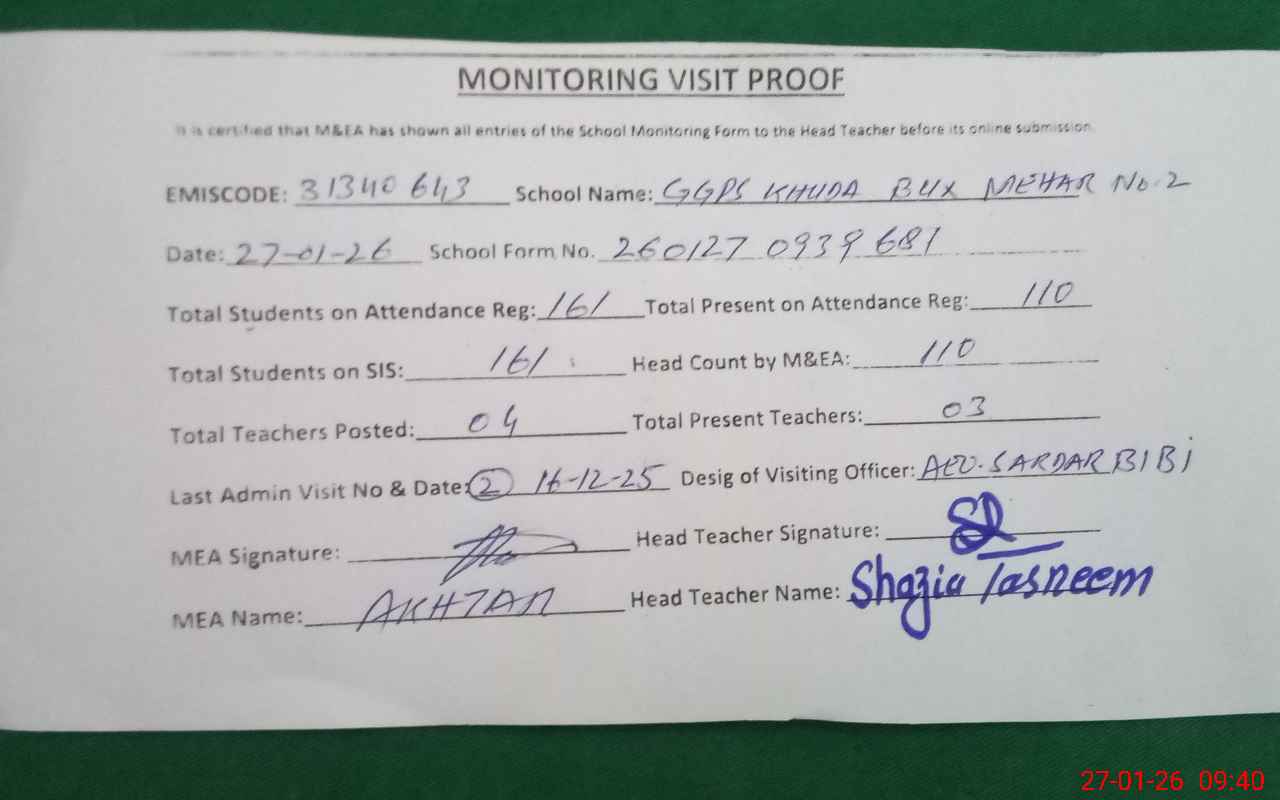 MONITORING VISIT PROOF
It is certified that M&EA has shown all entries of the School Monitoring Form to the Head Teacher before its online submission.
EMISCODE: 31340643 School Name: GGPS KHUDA BUX MEHAR No.2
Date: 27-01-26 School Form No. 260127 0939 681
Total Students on Attendance Reg: 161 Total Present on Attendance Reg: 110
Total Students on SIS: 161 Head Count by M&EA: 110
Total Teachers Posted: 04 Total Present Teachers: 03
Last Admin Visit No & Date: 2 16-12-25 Desig of Visiting Officer: AEO. SARDAR BIBI
MEA Signature: Head Teacher Signature:
MEA Name: AKHTAR Head Teacher Name: Shazia Tasneem
27-01-26 09:40